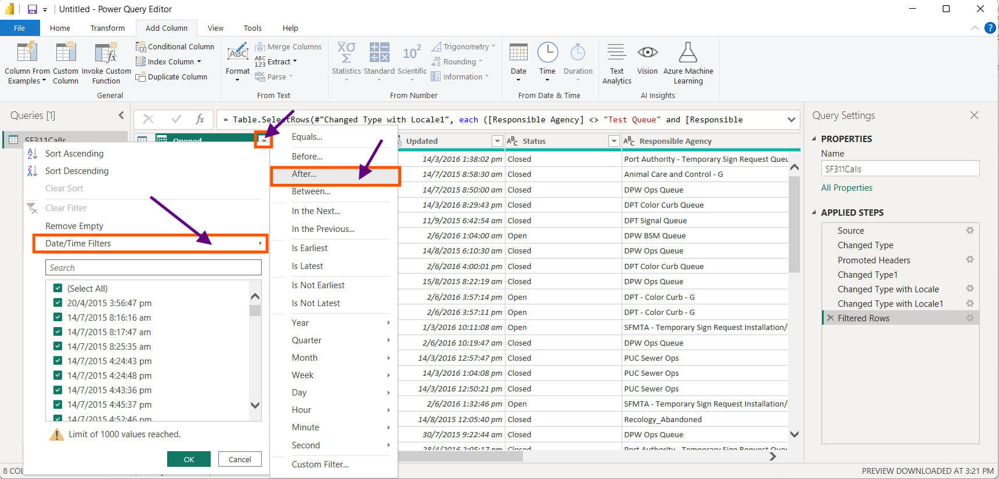 Untitled - Power Query Editor
File Home Transform Add Column View Tools Help
Column From Examples
Custom Column
Invoke Custom Function
Conditional Column
Index Column
Duplicate Column
General
Format
Merge Columns
Extract
Parse
From Text
Statistics
Standard
Scientific
Trigonometry
Rounding
Information
From Number
Date
Time
Duration
From Date & Time
Text Analytics
Vision
Azure Machine Learning
AI Insights
Queries [1]
SF311Calls
= Table.SelectRows(#"Changed Type with Locale1", each ([Responsible Agency] <> "Test Queue" and [Responsible
Opened
Sort Ascending
Sort Descending
Clear Sort
Clear Filter
Remove Empty
Date/Time Filters
Search
(Select All)
20/4/2015 3:56:47 pm
14/7/2015 8:16:16 am
14/7/2015 8:17:47 am
14/7/2015 8:25:35 am
14/7/2015 4:24:43 pm
14/7/2015 4:24:48 pm
14/7/2015 4:43:36 pm
14/7/2015 4:45:37 pm
14/7/2015 4:52:46 pm
Limit of 1000 values reached.
OK
Cancel
Equals...
Before...
After...
Between...
In the Next...
In the Previous...
Is Earliest
Is Latest
Is Not Earliest
Is Not Latest
Year
Quarter
Month
Week
Day
Hour
Minute
Second
Custom Filter...
Updated Status Responsible Agency
14/3/2016 1:38:02 pm Closed Port Authority - Temporary Sign Request Queu
14/7/2015 8:58:30 am Closed Animal Care and Control - G
14/7/2015 8:50:00 am Closed DPW Ops Queue
14/3/2016 8:29:43 pm Closed DPT Color Curb Queue
11/9/2015 6:42:54 am Closed DPT Signal Queue
2/6/2016 1:04:00 am Open DPW BSM Queue
14/8/2015 6:10:30 am Closed DPW Ops Queue
2/6/2016 4:00:01 pm Closed DPT Color Curb Queue
15/8/2015 8:22:19 am Closed DPW Ops Queue
2/6/2016 3:57:14 pm Open DPT - Color Curb - G
2/6/2016 3:57:11 pm Open DPT - Color Curb - G
1/3/2016 10:11:08 am Open SFMTA - Temporary Sign Request Installation/
2/6/2016 10:19:47 am Closed DPW Ops Queue
14/3/2016 12:57:47 pm Closed PUC Sewer Ops
14/3/2016 1:04:08 pm Closed PUC Sewer Ops
14/3/2016 12:50:21 pm Closed PUC Sewer Ops
2/6/2016 1:32:46 pm Open SFMTA - Temporary Sign Request Installation/
14/8/2015 12:05:40 pm Closed Recology_Abandoned
30/7/2015 9:22:44 am Closed DPW Ops Queue
28/4/2016 2:05:17 pm Closed Port Authority - Temporary Sign Request Queu
Query Settings
PROPERTIES
Name
SF311Calls
All Properties
APPLIED STEPS
Source
Changed Type
Promoted Headers
Changed Type1
Changed Type with Locale
Changed Type with Locale1
Filtered Rows
8 COL
PREVIEW DOWNLOADED AT 3:21 PM